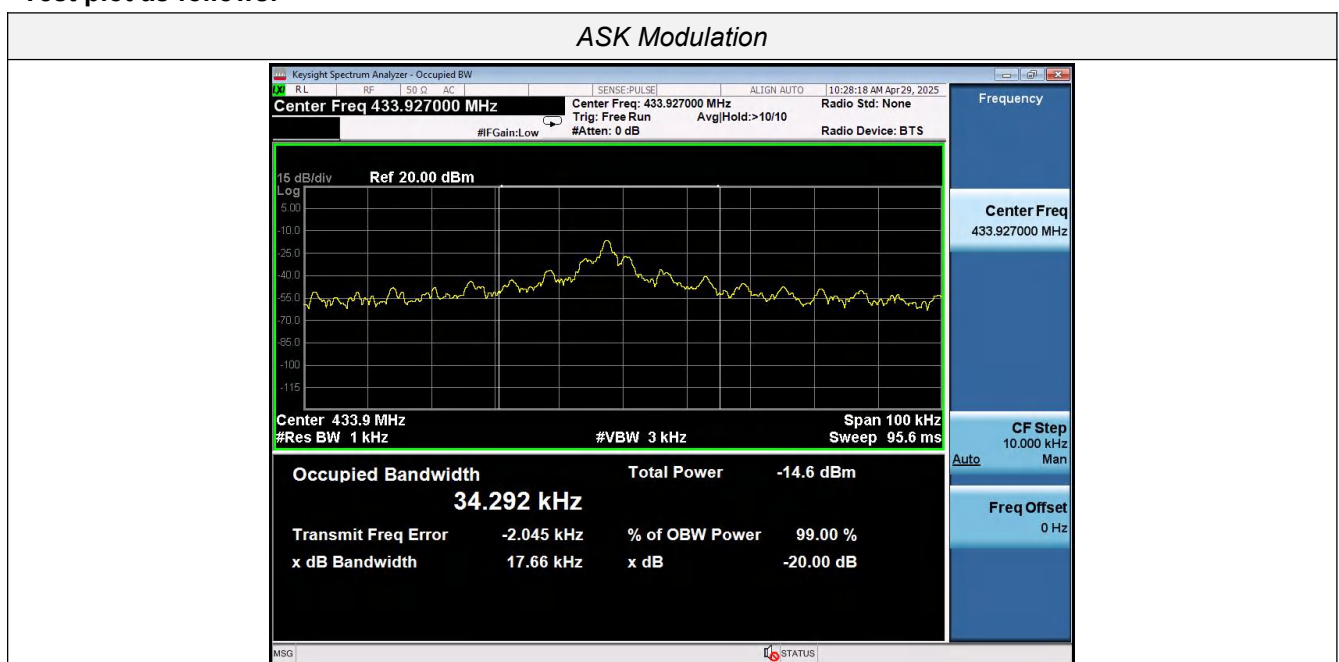 Test plot as follows:
ASK Modulation
Keysight Spectrum Analyzer - Occupied BW
LXI RL RF 50 Ω AC SENSE:PULSE ALIGN AUTO 10:28:18 AM Apr 29, 2025
Center Freq 433.927000 MHz Center Freq: 433.927000 MHz Radio Std: None
Trig: Free Run Avg|Hold:>10/10
#IFGain:Low #Atten: 0 dB Radio Device: BTS
15 dB/div Ref 20.00 dBm
Log
5.00
-10.0
-25.0
-40.0
-55.0
-70.0
-85.0
-100
-115
Center 433.9 MHz Span 100 kHz
#Res BW 1 kHz #VBW 3 kHz Sweep 95.6 ms
Occupied Bandwidth Total Power -14.6 dBm
34.292 kHz
Transmit Freq Error -2.045 kHz % of OBW Power 99.00 %
x dB Bandwidth 17.66 kHz x dB -20.00 dB
MSG STATUS
Frequency
Center Freq
433.927000 MHz
CF Step
10.000 kHz
Auto Man
Freq Offset
0 Hz